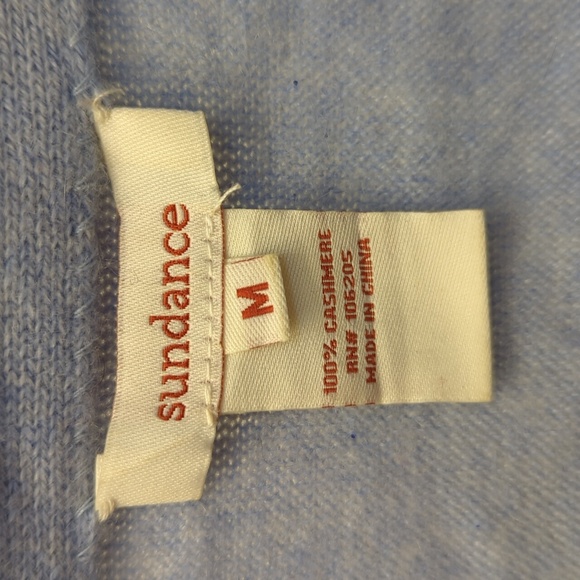 sundance
M
100% CASHMERE
RN# 106205
MADE IN CHINA